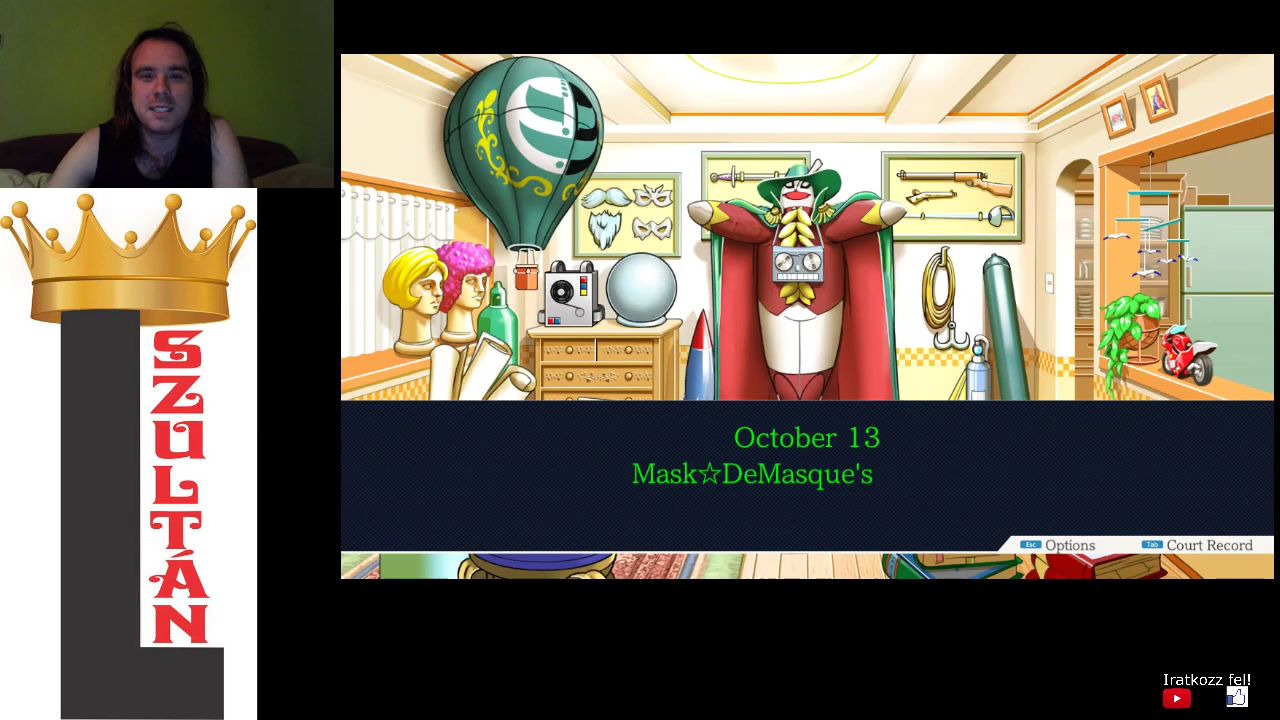 L
SZULTÁN
October 13
Mask☆DeMasque's
Esc Options Tab Court Record
Iratkozz fel!